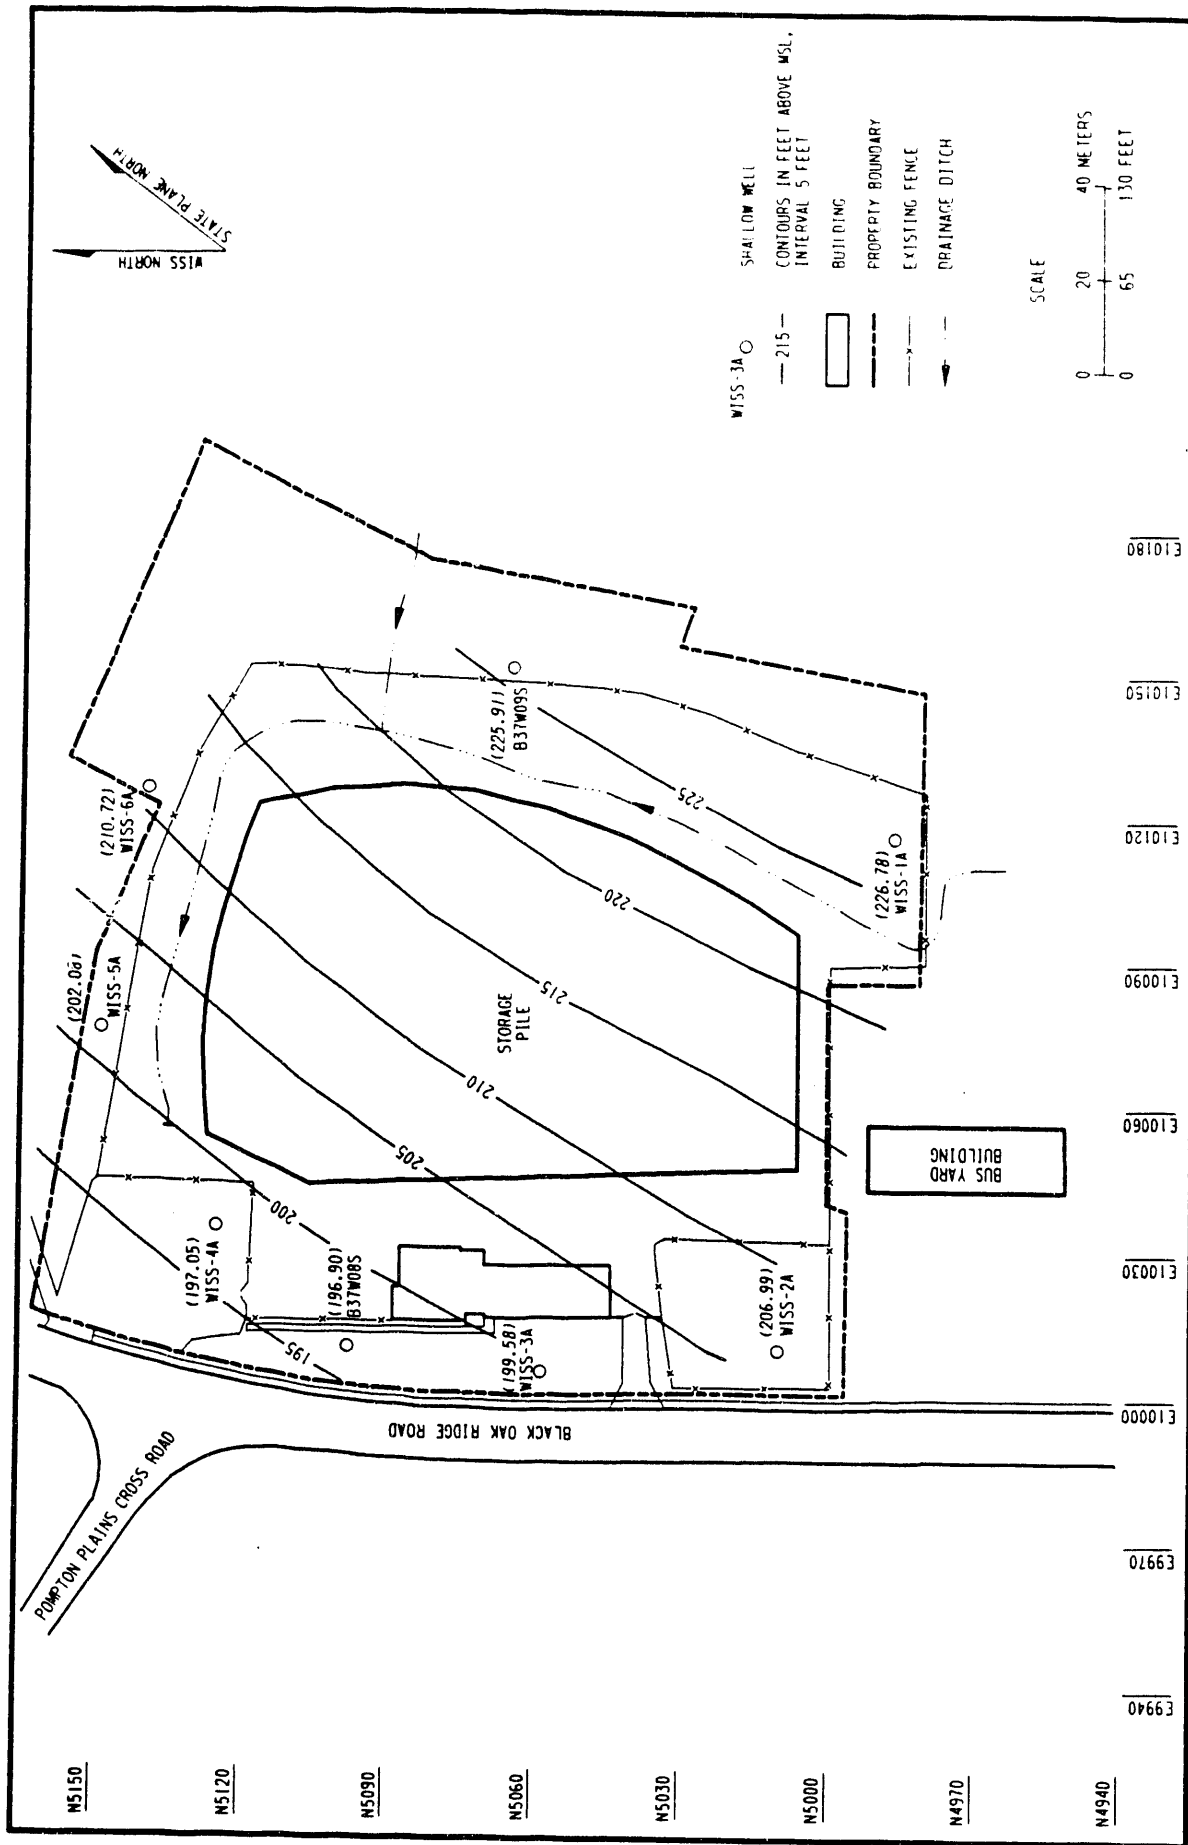 WISS NORTH
STATE PLANE NORTH
WISS-3A
SHALLOW WELL
215
CONTOURS IN FEET ABOVE MSL,
INTERVAL 5 FEET
BUILDING
PROPERTY BOUNDARY
EXISTING FENCE
DRAINAGE DITCH
SCALE
0 20 40 METERS
0 65 130 FEET
POMPTON PLAINS CROSS ROAD
BLACK OAK RIDGE ROAD
(210.72)
WISS-6A
(202.06)
WISS-5A
(197.05)
WISS-4A
(196.90)
B37W08S
(199.58)
WISS-3A
(206.99)
WISS-2A
(225.91)
B37W09S
(226.78)
WISS-1A
195
200
205
210
215
220
225
STORAGE
PILE
BUS YARD
BUILDING
N5150
N5120
N5090
N5060
N5030
N5000
N4970
N4940
E9940
E9970
E10000
E10030
E10060
E10090
E10120
E10150
E10180